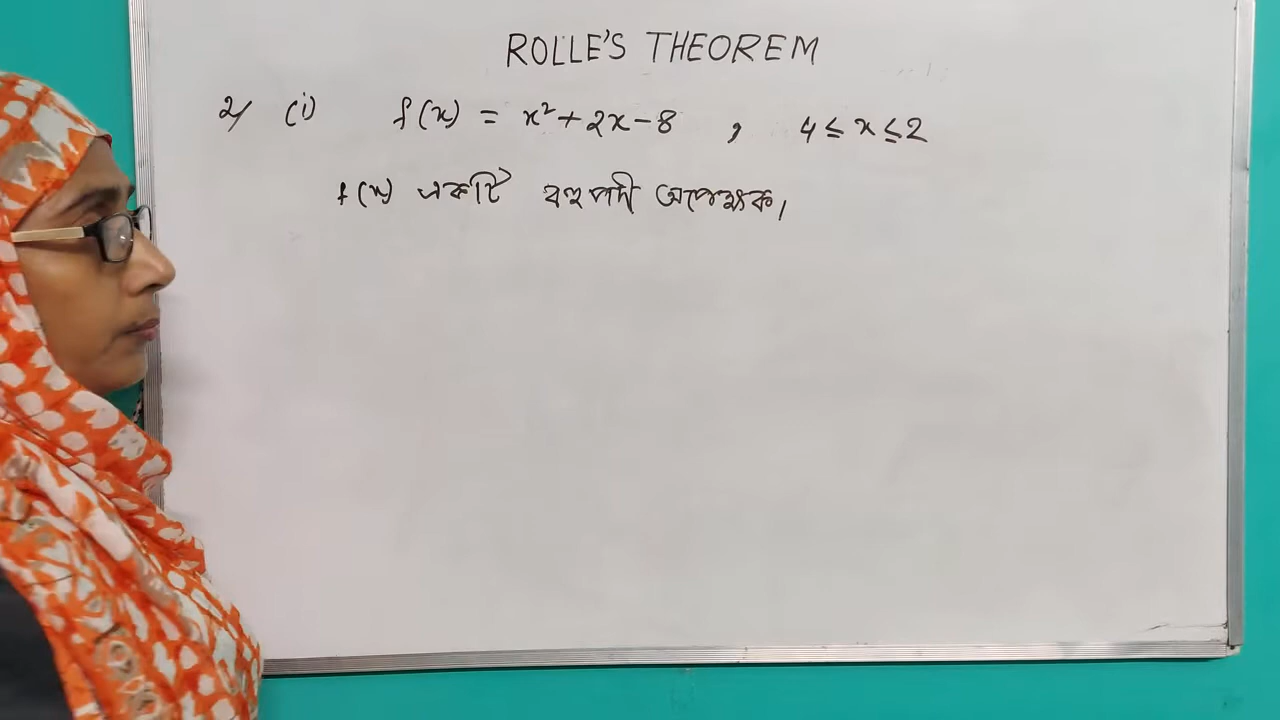 ROLLE'S THEOREM
2/ (i) f(x) = x²+2x-8 , 4 ≤ x ≤ 2
f(x) একটি বহুপদী অপেক্ষক।